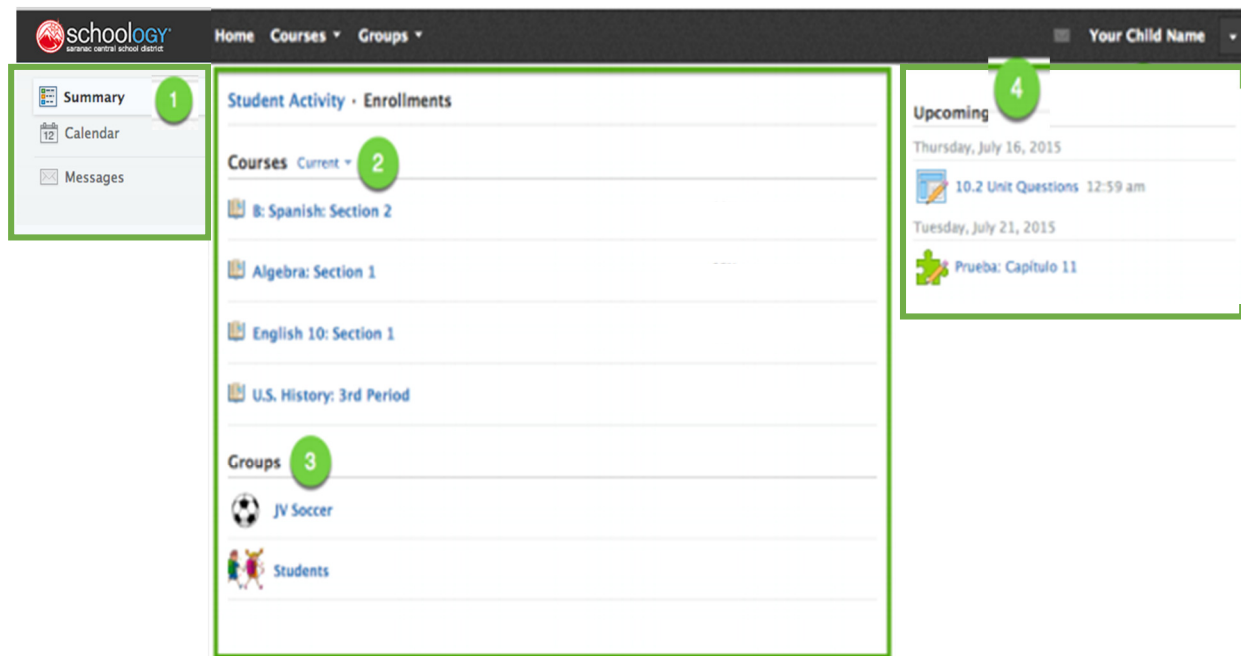 schoology
saranac central school district
Home Courses Groups
Your Child Name
Summary
1
12
Calendar
Messages
Student Activity · Enrollments
Courses Current 2
B: Spanish: Section 2
Algebra: Section 1
English 10: Section 1
U.S. History: 3rd Period
Groups 3
JV Soccer
Students
4
Upcoming
Thursday, July 16, 2015
10.2 Unit Questions 12:59 am
Tuesday, July 21, 2015
Prueba: Capítulo 11